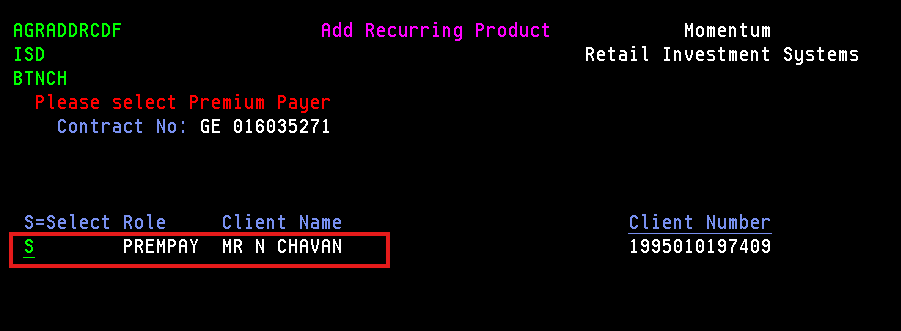 AGRADDRCDF Add Recurring Product Momentum
ISD Retail Investment Systems
BTNCH
Please select Premium Payer
Contract No: GE 016035271
S=Select Role Client Name Client Number
S PREMPAY MR N CHAVAN 1995010197409